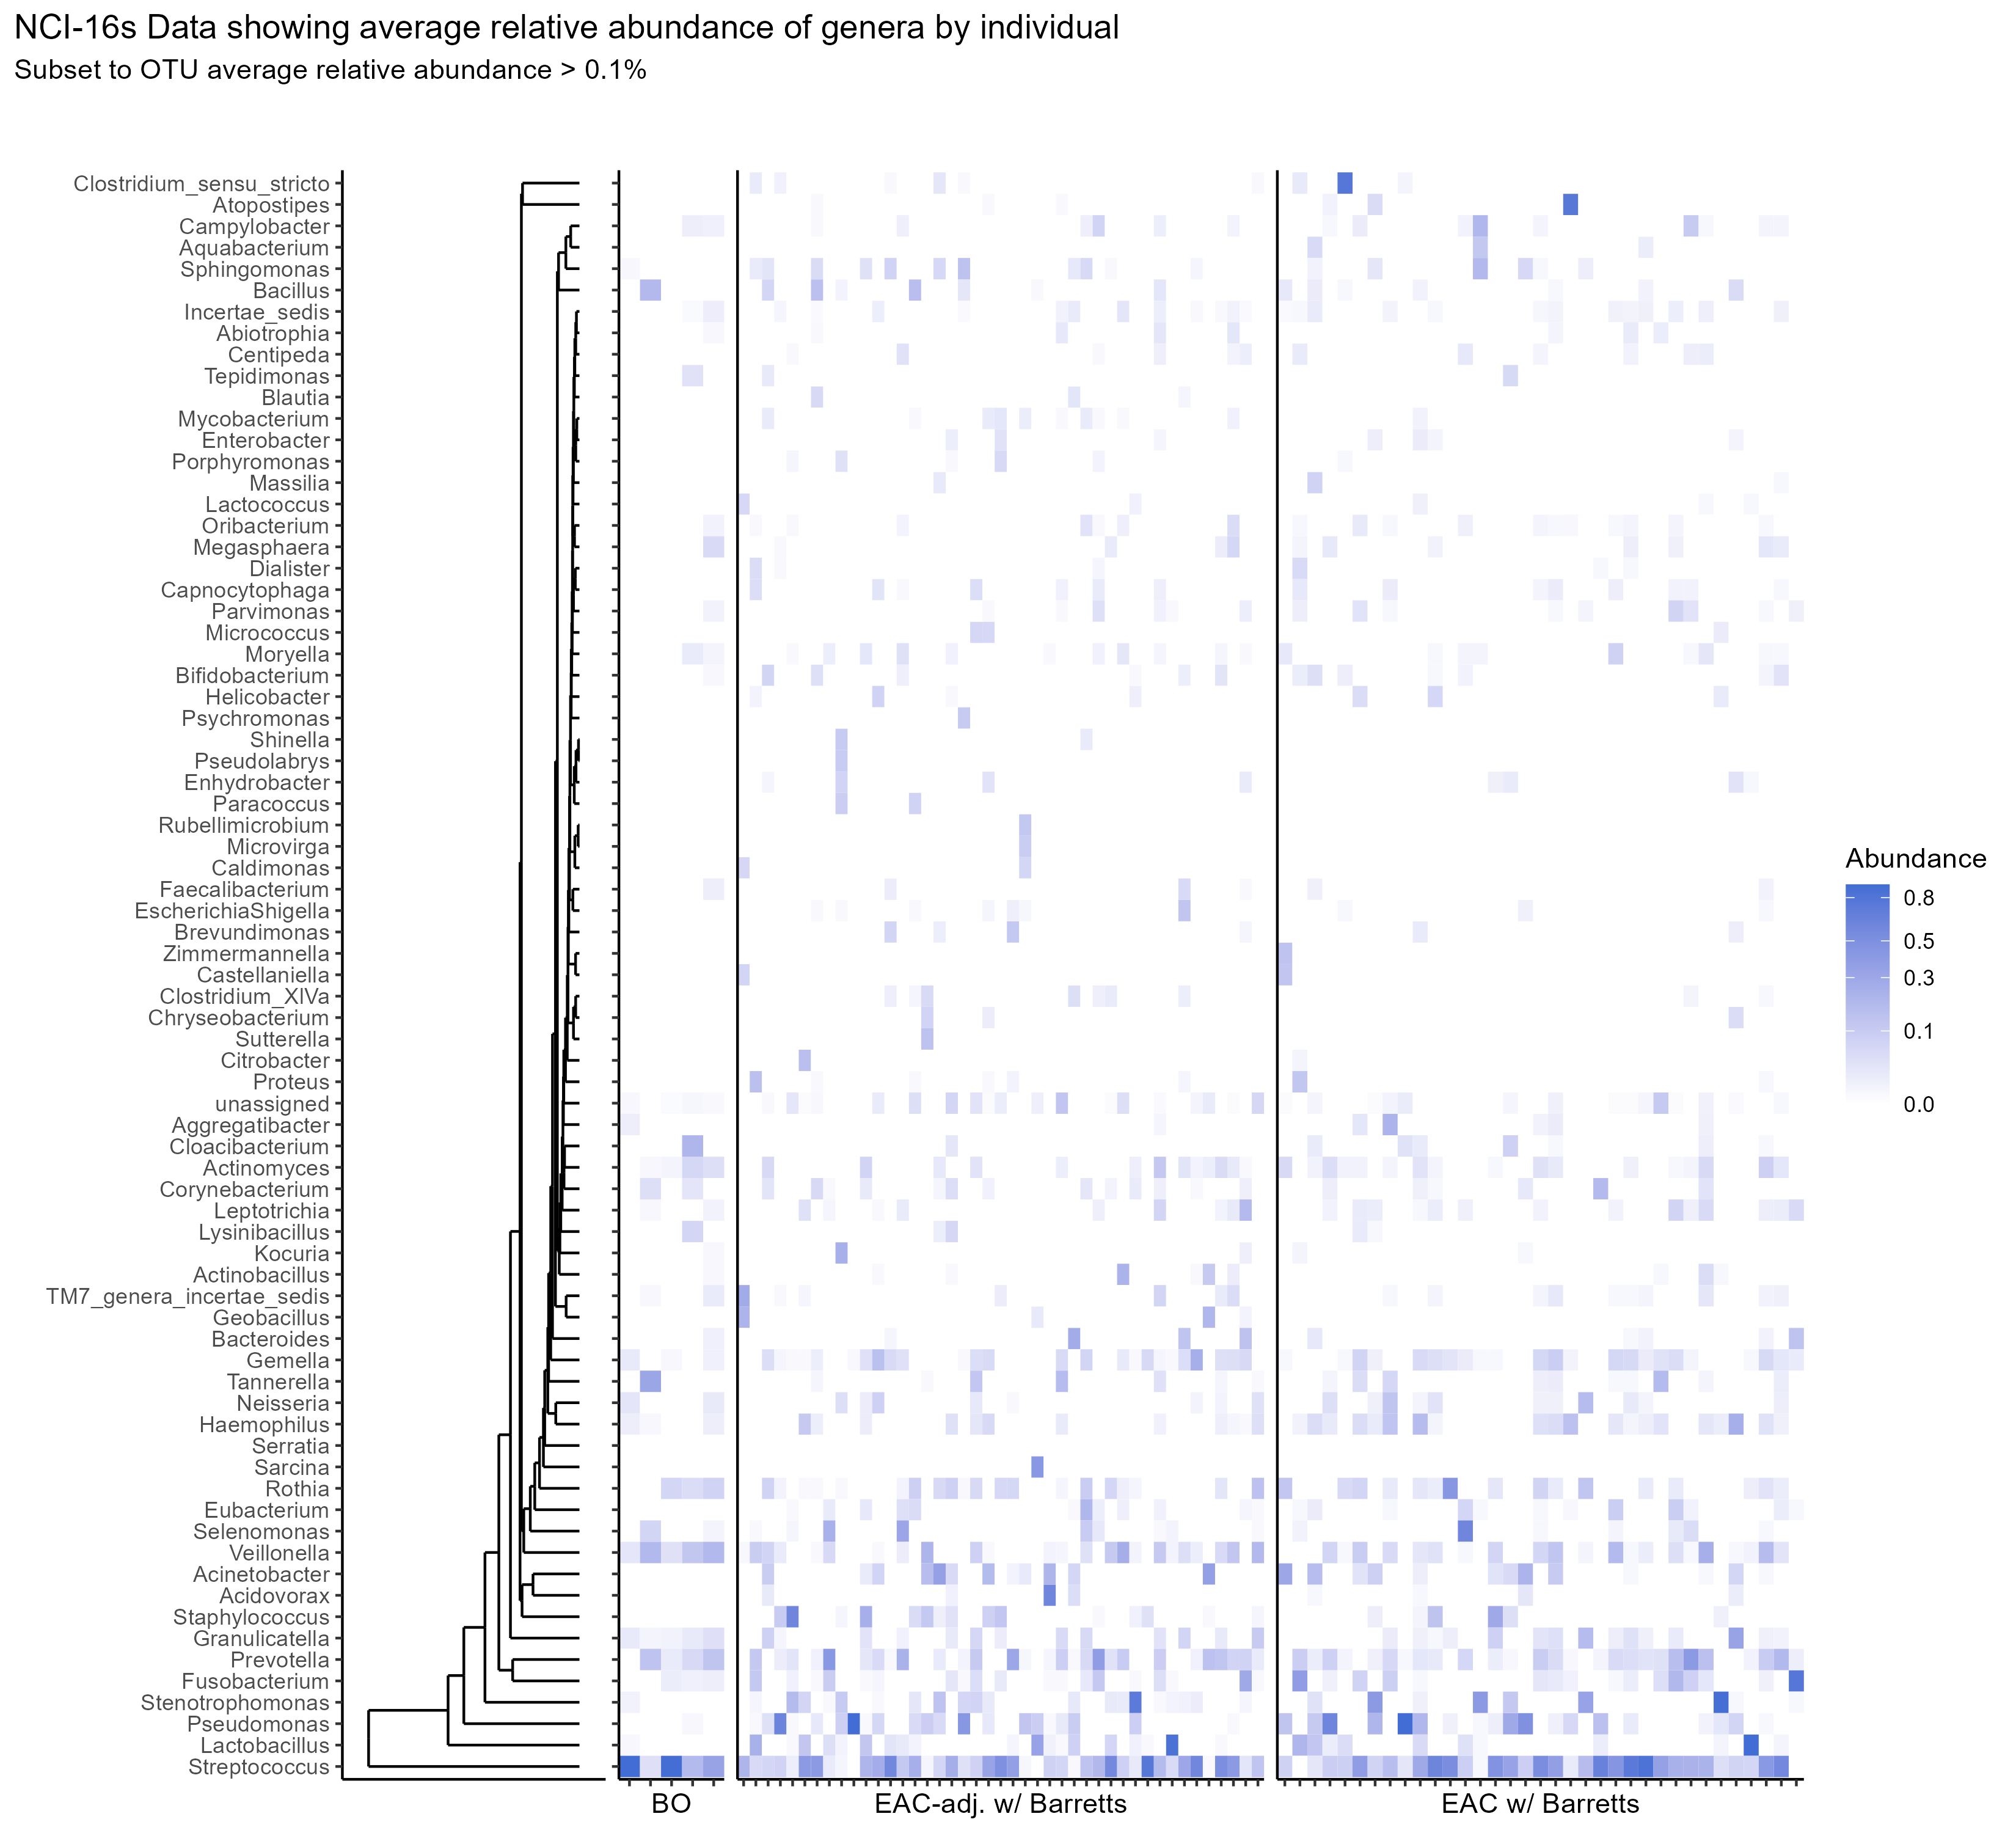 NCI-16s Data showing average relative abundance of genera by individual
Subset to OTU average relative abundance > 0.1%
Clostridium_sensu_stricto
Atopostipes
Campylobacter
Aquabacterium
Sphingomonas
Bacillus
Incertae_sedis
Abiotrophia
Centipeda
Tepidimonas
Blautia
Mycobacterium
Enterobacter
Porphyromonas
Massilia
Lactococcus
Oribacterium
Megasphaera
Dialister
Capnocytophaga
Parvimonas
Micrococcus
Moryella
Bifidobacterium
Helicobacter
Psychromonas
Shinella
Pseudolabrys
Enhydrobacter
Paracoccus
Rubellimicrobium
Microvirga
Caldimonas
Faecalibacterium
EscherichiaShigella
Brevundimonas
Zimmermannella
Castellaniella
Clostridium_XlVa
Chryseobacterium
Sutterella
Citrobacter
Proteus
unassigned
Aggregatibacter
Cloacibacterium
Actinomyces
Corynebacterium
Leptotrichia
Lysinibacillus
Kocuria
Actinobacillus
TM7_genera_incertae_sedis
Geobacillus
Bacteroides
Gemella
Tannerella
Neisseria
Haemophilus
Serratia
Sarcina
Rothia
Eubacterium
Selenomonas
Veillonella
Acinetobacter
Acidovorax
Staphylococcus
Granulicatella
Prevotella
Fusobacterium
Stenotrophomonas
Pseudomonas
Lactobacillus
Streptococcus
BO
EAC-adj. w/ Barretts
EAC w/ Barretts
Abundance
0.8
0.5
0.3
0.1
0.0